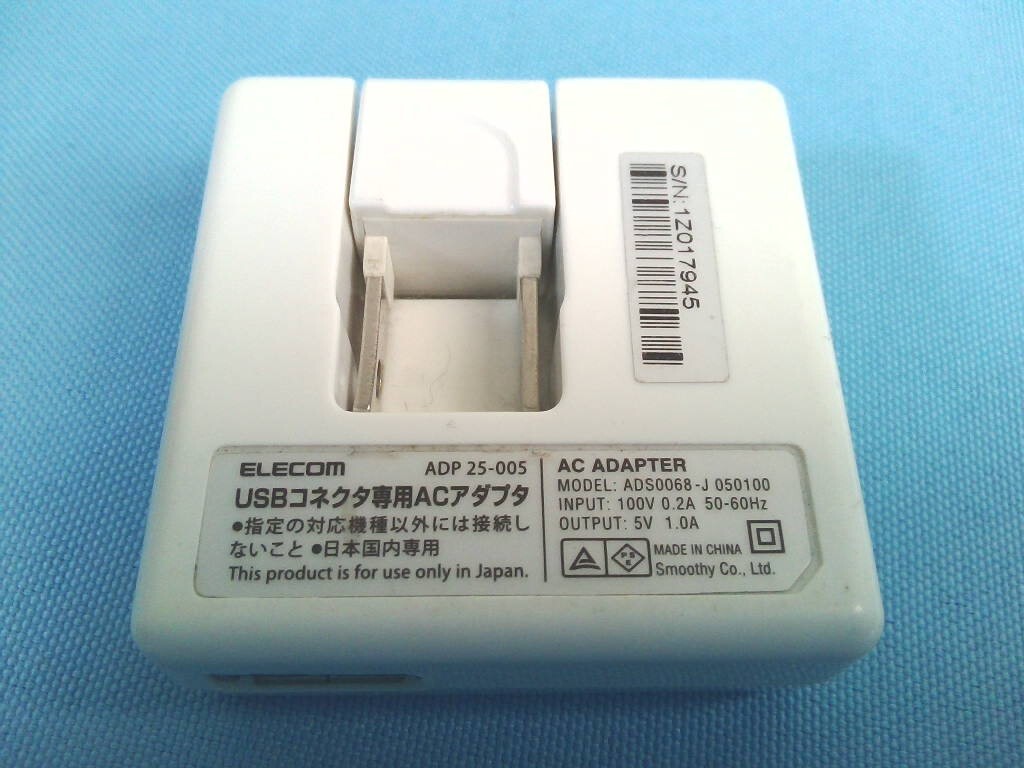 S/N:1Z017945
ELECOM ADP 25-005
USBコネクタ専用ACアダプタ
●指定の対応機種以外には接続し
ないこと ●日本国内専用
This product is for use only in Japan.
AC ADAPTER
MODEL: ADS0068-J 050100
INPUT: 100V 0.2A 50-60Hz
OUTPUT: 5V 1.0A
PSE MADE IN CHINA
Smoothy Co., Ltd.